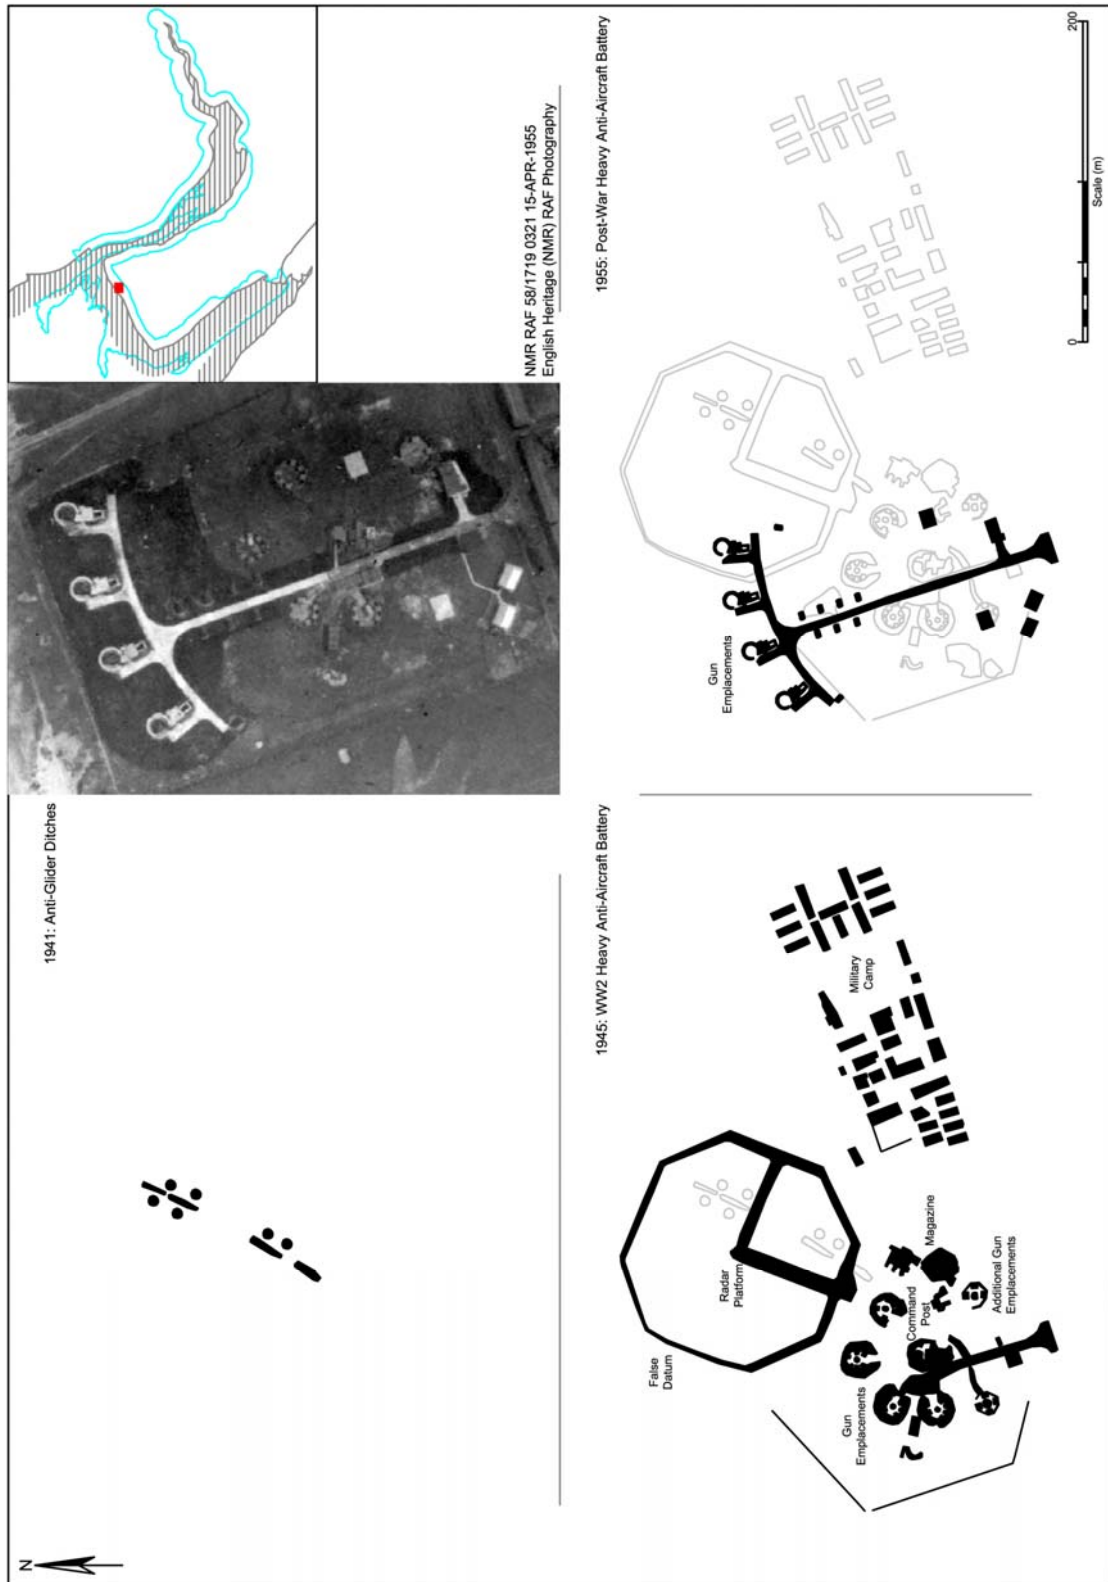 N
1941: Anti-Glider Ditches
NMR RAF 58/1719 0321 15-APR-1955
English Heritage (NMR) RAF Photography
1945: WW2 Heavy Anti-Aircraft Battery
False
Datum
Radar
Platform
Gun
Emplacements
Command
Post
Magazine
Additional Gun
Emplacements
Military
Camp
1955: Post-War Heavy Anti-Aircraft Battery
Gun
Emplacements
0
200
Scale (m)